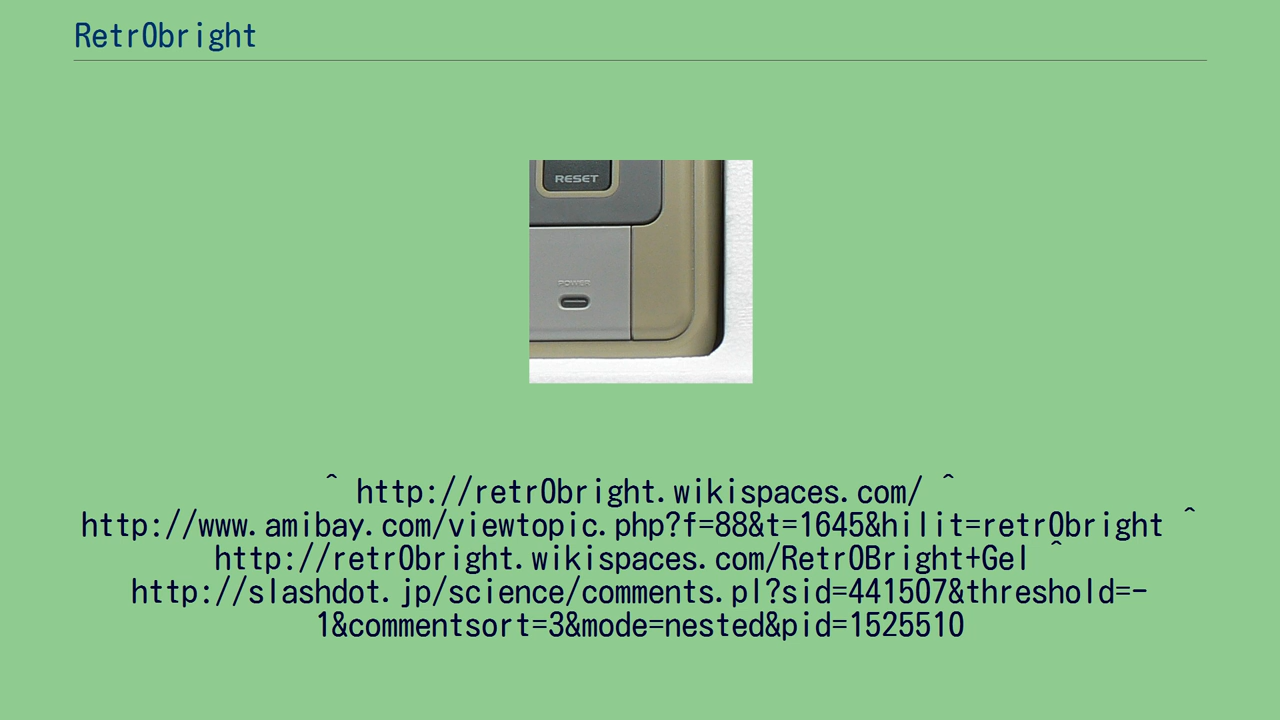 Retr0bright
RESET
POWER
^ http://retr0bright.wikispaces.com/ ^
http://www.amibay.com/viewtopic.php?f=88&t=1645&hilit=retr0bright ^
http://retr0bright.wikispaces.com/Retr0Bright+Gel ^
http://slashdot.jp/science/comments.pl?sid=441507&threshold=-
1&commentsort=3&mode=nested&pid=1525510